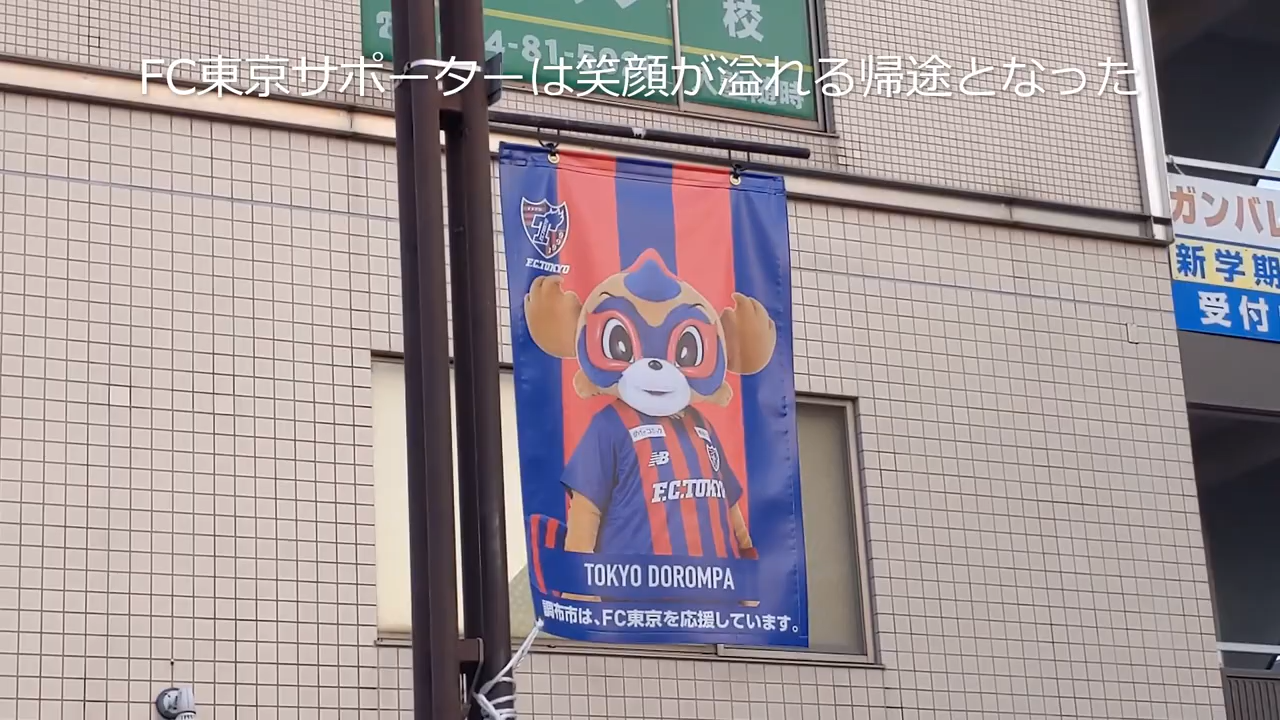 校
FC東京サポーターは笑顔が溢れる帰途となった
随時
F.C.TOKYO
ガンバレ
新学期
受付
F.C.TOKYO
TOKYO DOROMPA
調布市は、FC東京を応援しています。